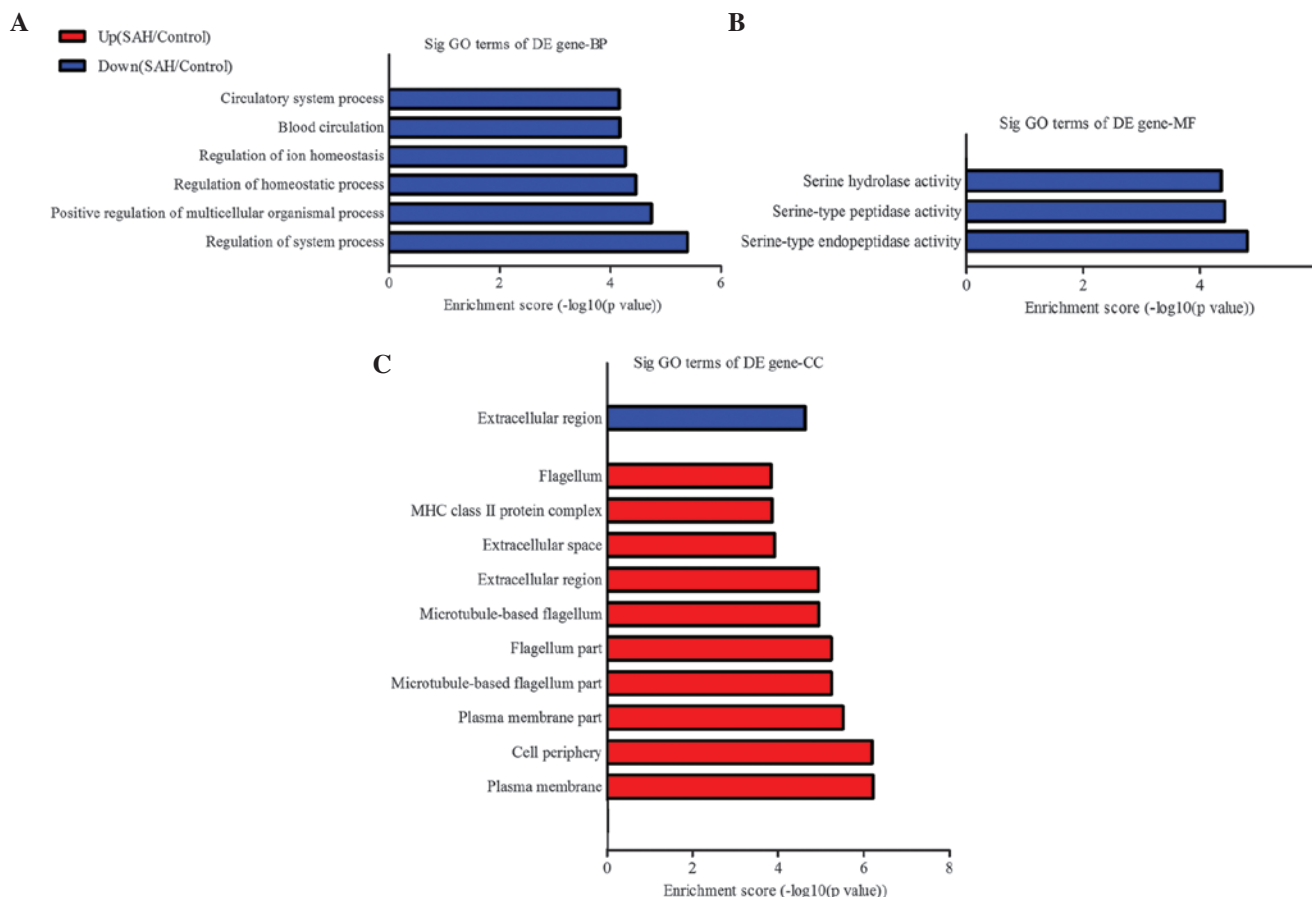 A
Up(SAH/Control)
Down(SAH/Control)
Sig GO terms of DE gene-BP
Circulatory system process
Blood circulation
Regulation of ion homeostasis
Regulation of homeostatic process
Positive regulation of multicellular organismal process
Regulation of system process
0 2 4 6
Enrichment score (-log10(p value))
B
Sig GO terms of DE gene-MF
Serine hydrolase activity
Serine-type peptidase activity
Serine-type endopeptidase activity
0 2 4
Enrichment score (-log10(p value))
C
Sig GO terms of DE gene-CC
Extracellular region
Flagellum
MHC class II protein complex
Extracellular space
Extracellular region
Microtubule-based flagellum
Flagellum part
Microtubule-based flagellum part
Plasma membrane part
Cell periphery
Plasma membrane
0 2 4 6 8
Enrichment score (-log10(p value))